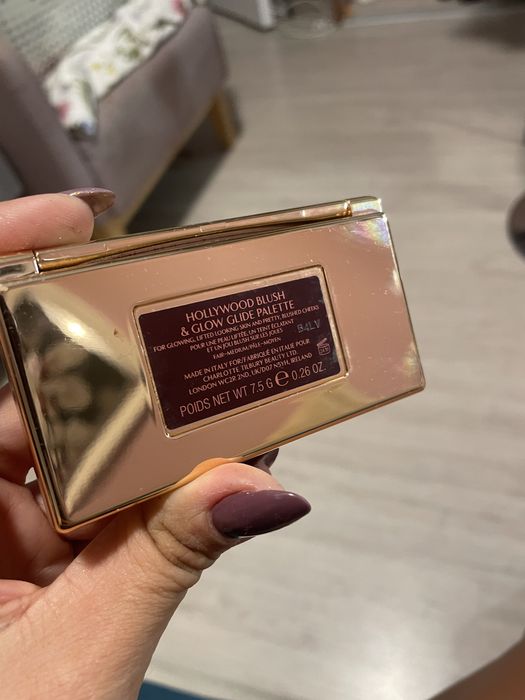 HOLLYWOOD BLUSH
& GLOW GLIDE PALETTE
FOR GLOWING, LIFTED LOOKING SKIN AND PRETTY, BLUSHED CHEEKS
POUR UNE PEAU LIFTÉE, UN TEINT ÉCLATANT
ET UN JOLI BLUSH SUR LES JOUES
FAIR-MEDIUM/PÂLE-MOYEN
MADE IN ITALY FOR/FABRIQUÉ EN ITALIE POUR
CHARLOTTE TILBURY BEAUTY LTD.
LONDON WC2R 2ND, UK/D07 N5YH, IRELAND
POIDS NET WT 7.5 G ℮ 0.26 OZ.